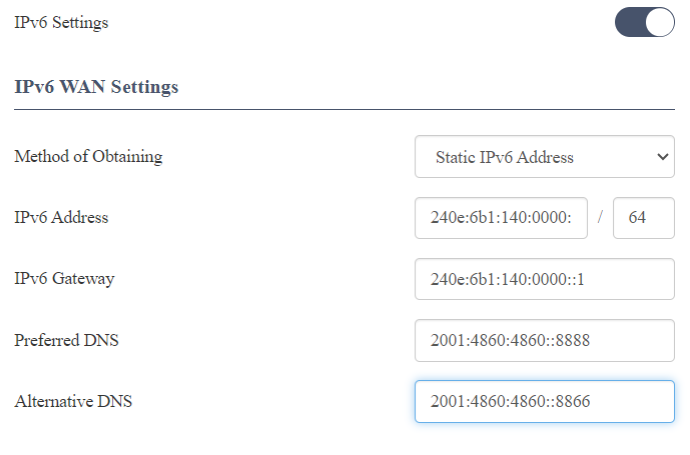 IPv6 Settings
IPv6 WAN Settings
Method of Obtaining Static IPv6 Address
IPv6 Address 240e:6b1:140:0000: / 64
IPv6 Gateway 240e:6b1:140:0000::1
Preferred DNS 2001:4860:4860::8888
Alternative DNS 2001:4860:4860::8866